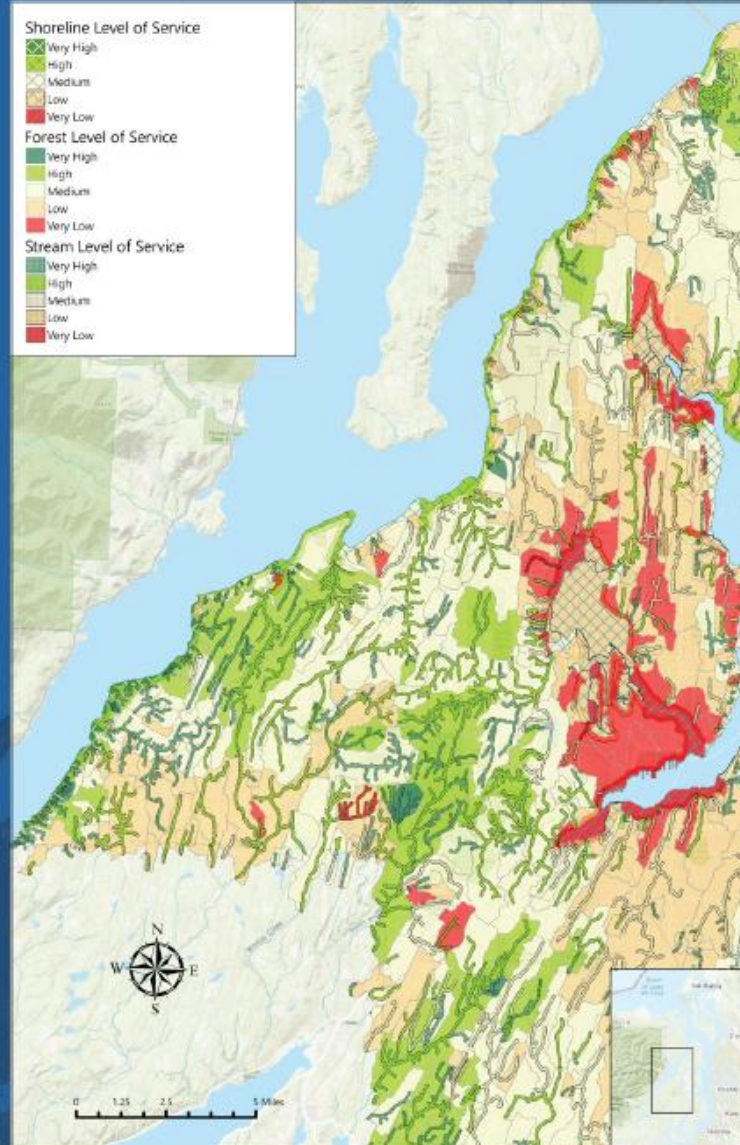 Shoreline Level of Service
Very High
High
Medium
Low
Very Low
Forest Level of Service
Very High
High
Medium
Low
Very Low
Stream Level of Service
Very High
High
Medium
Low
Very Low
N
W E
S
0 1.25 2.5 5 Miles